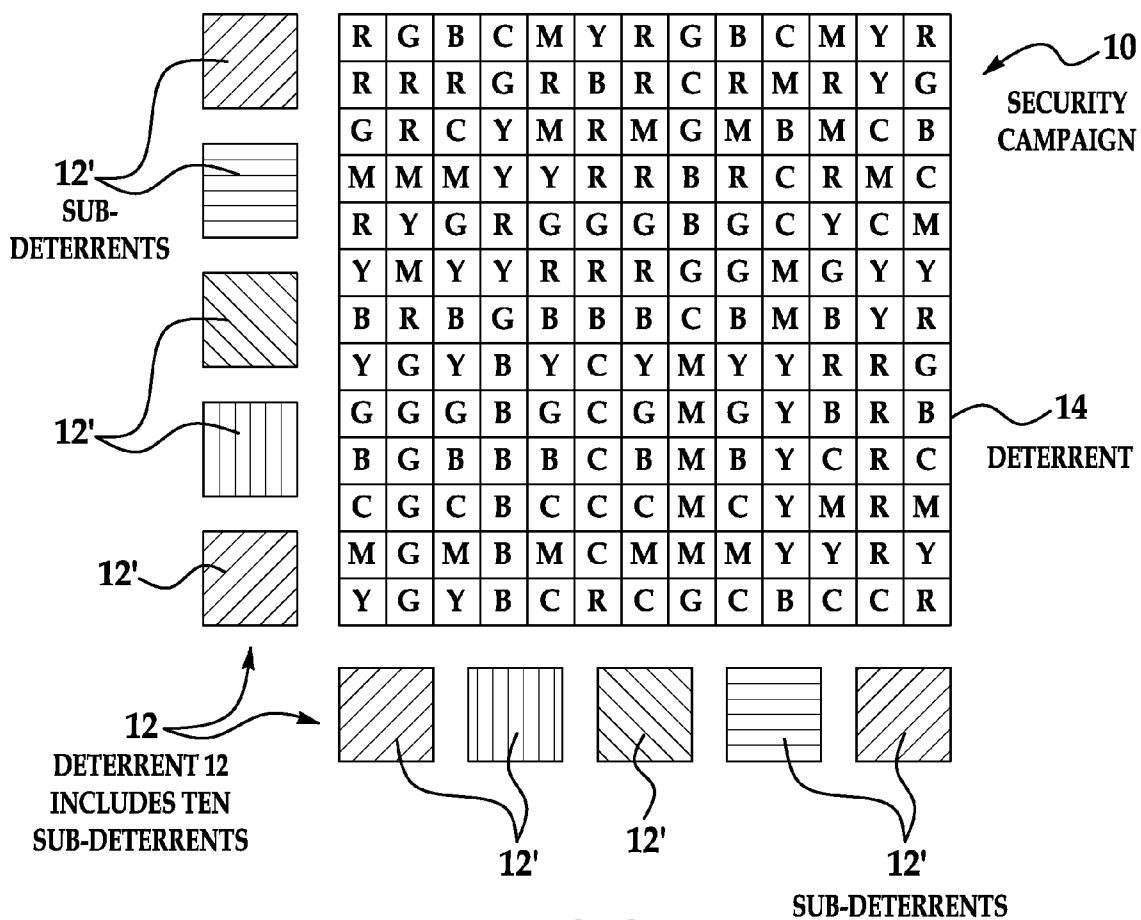 R G B C M Y R G B C M Y R
R R R G R B R C R M R Y G
G R C Y M R M G M B M C B
M M M Y Y R R B R C R M C
R Y G R G G G B G C Y C M
Y M Y Y R R R G G M G Y Y
B R B G B B B C B M B Y R
Y G Y B Y C Y M Y Y R R G
G G G B G C G M G Y B R B
B G B B B C B M B Y C R C
C G C B C C C M C Y M R M
M G M B M C M M M Y Y R Y
Y G Y B C R C G C B C C R
10
SECURITY
CAMPAIGN
12'
SUB-
DETERRENTS
12'
14
DETERRENT
12'
12
DETERRENT 12
INCLUDES TEN
SUB-DETERRENTS
12'
12'
12'
SUB-DETERRENTS